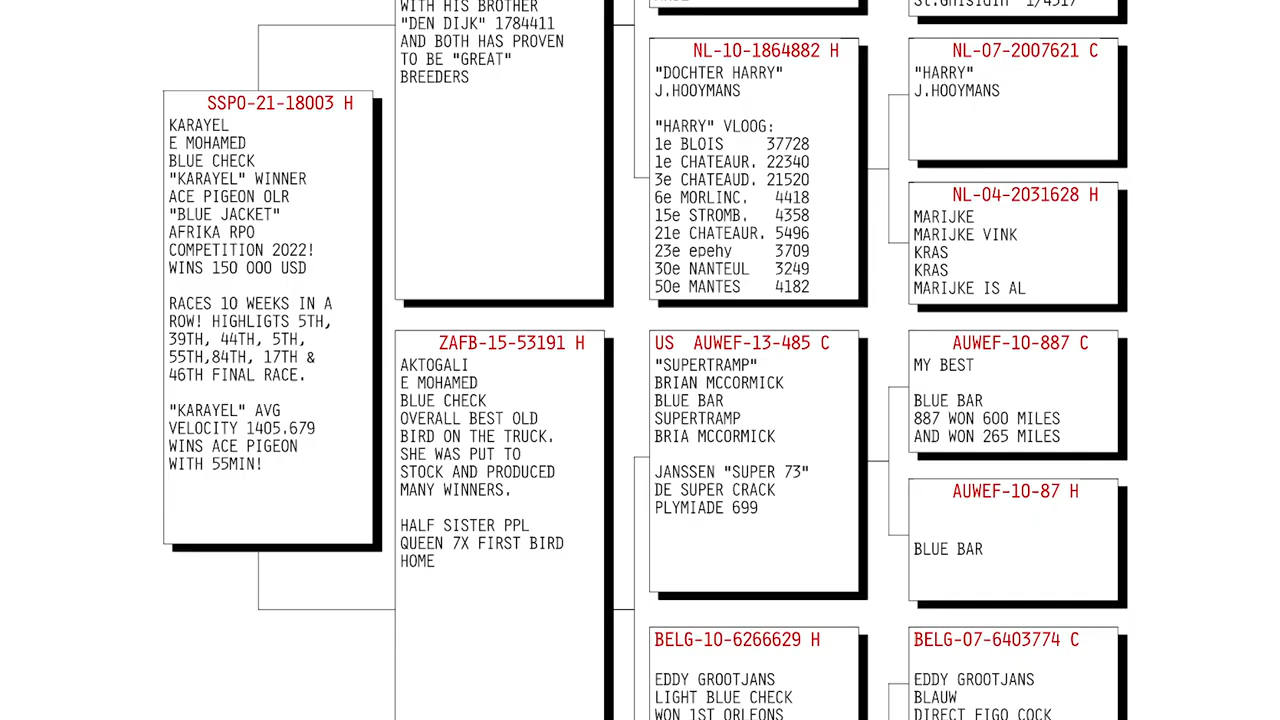 SSPO-21-18003 H
KARAYEL
E MOHAMED
BLUE CHECK
"KARAYEL" WINNER
ACE PIGEON OLR
"BLUE JACKET"
AFRIKA RPO
COMPETITION 2022!
WINS 150 000 USD
RACES 10 WEEKS IN A
ROW! HIGHLIGTS 5TH,
39TH, 44TH, 5TH,
55TH,84TH, 17TH &
46TH FINAL RACE.
"KARAYEL" AVG
VELOCITY 1405.679
WINS ACE PIGEON
WITH 55MIN!
WITH HIS BROTHER
"DEN DIJK" 1784411
AND BOTH HAS PROVEN
TO BE "GREAT"
BREEDERS
ZAFB-15-53191 H
AKTOGALI
E MOHAMED
BLUE CHECK
OVERALL BEST OLD
BIRD ON THE TRUCK.
SHE WAS PUT TO
STOCK AND PRODUCED
MANY WINNERS.
HALF SISTER PPL
QUEEN 7X FIRST BIRD
HOME
NL-10-1864882 H
"DOCHTER HARRY"
J.HOOYMANS
"HARRY" VLOOG:
1e BLOIS 37728
1e CHATEAUR. 22340
3e CHATEAUD. 21520
6e MORLINC. 4418
15e STROMB. 4358
21e CHATEAUR. 5496
23e epehy 3709
30e NANTEUL 3249
50e MANTES 4182
US AUWEF-13-485 C
"SUPERTRAMP"
BRIAN MCCORMICK
BLUE BAR
SUPERTRAMP
BRIA MCCORMICK
JANSSEN "SUPER 73"
DE SUPER CRACK
PLYMIADE 699
BELG-10-6266629 H
EDDY GROOTJANS
LIGHT BLUE CHECK
WON 1ST ORLEONS
St.Ghislain 1/4517
NL-07-2007621 C
"HARRY"
J.HOOYMANS
NL-04-2031628 H
MARIJKE
MARIJKE VINK
KRAS
KRAS
MARIJKE IS AL
AUWEF-10-887 C
MY BEST
BLUE BAR
887 WON 600 MILES
AND WON 265 MILES
AUWEF-10-87 H
BLUE BAR
BELG-07-6403774 C
EDDY GROOTJANS
BLAUW
DIRECT FIGO COCK